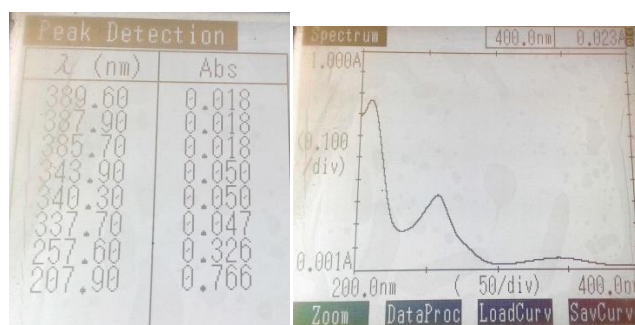 Peak Detection
λ (nm) Abs
389.60 0.018
387.90 0.018
385.70 0.018
343.90 0.050
340.30 0.050
337.70 0.047
257.60 0.326
207.90 0.766
Spectrum 400.0nm 0.023A
1.000A
(0.100
/div)
0.001A
200.0nm ( 50/div) 400.0n
Zoom DataProc LoadCurv SavCurv